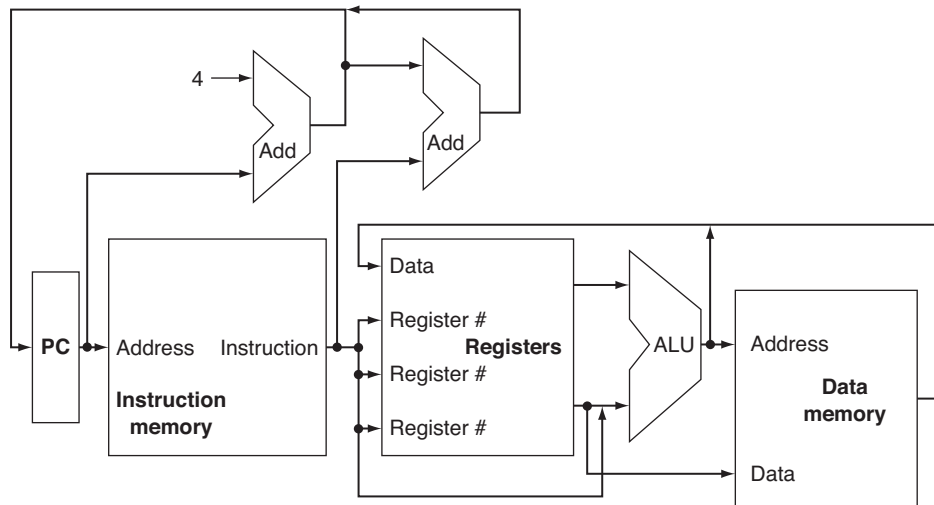 4
Add
Add
PC
Address
Instruction
Instruction
memory
Data
Register #
Register #
Register #
Registers
ALU
Address
Data
memory
Data